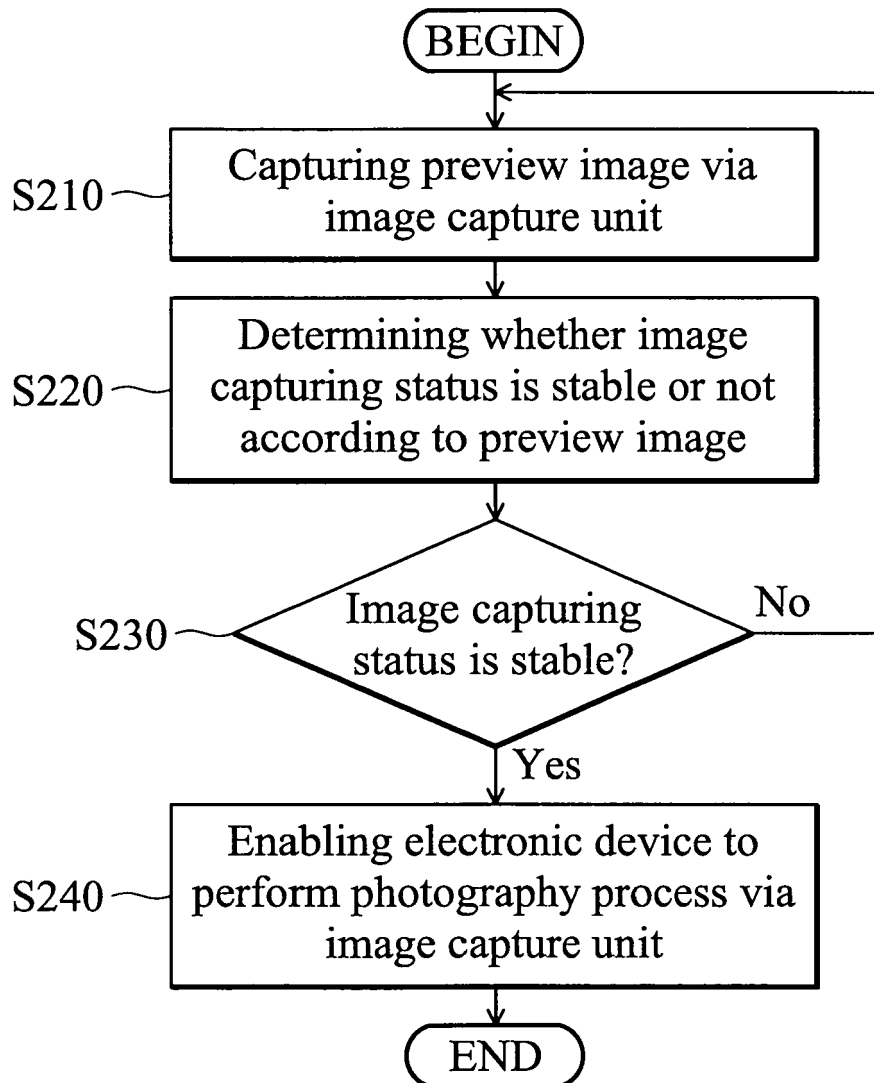 BEGIN
S210
Capturing preview image via
image capture unit
S220
Determining whether image
capturing status is stable or not
according to preview image
S230
Image capturing
status is stable?
No
Yes
S240
Enabling electronic device to
perform photography process via
image capture unit
END